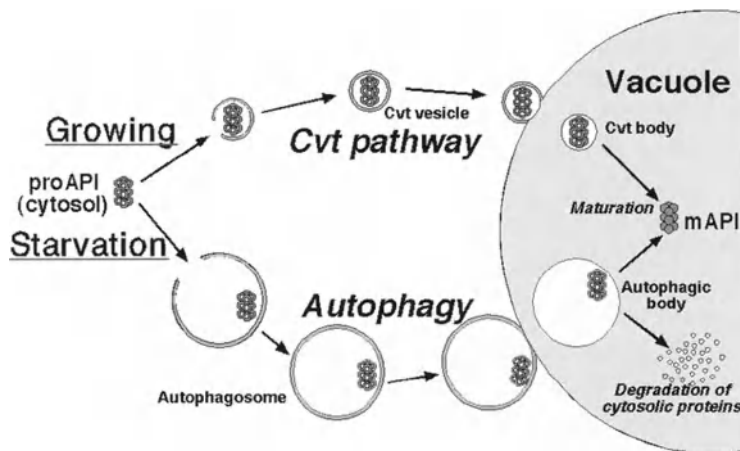 Vacuole
Growing
Cvt vesicle
Cvt pathway
Cvt body
proAPI
(cytosol)
Maturation
mAPI
Starvation
Autophagy
Autophagic
body
Autophagosome
Degradation of
cytosolic proteins